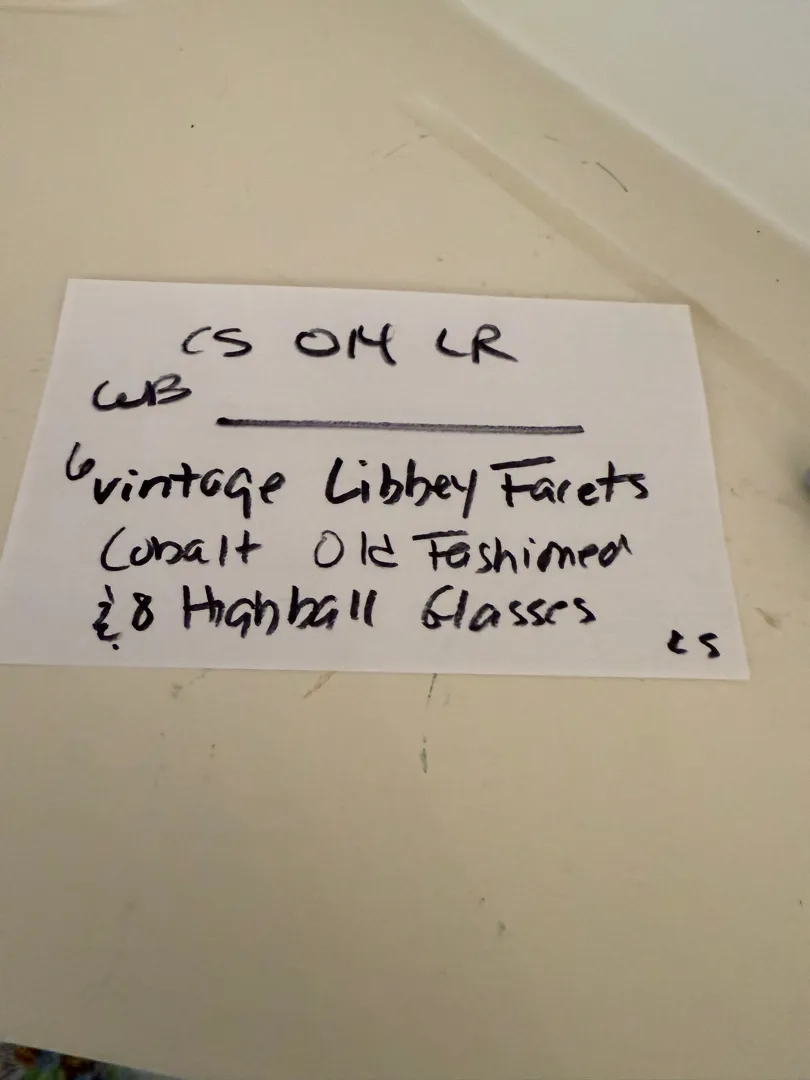 CS 014 LR
WB
6 vintage Libbey Facets
Cobalt Old Fashioned
& 8 Highball Glasses
CS